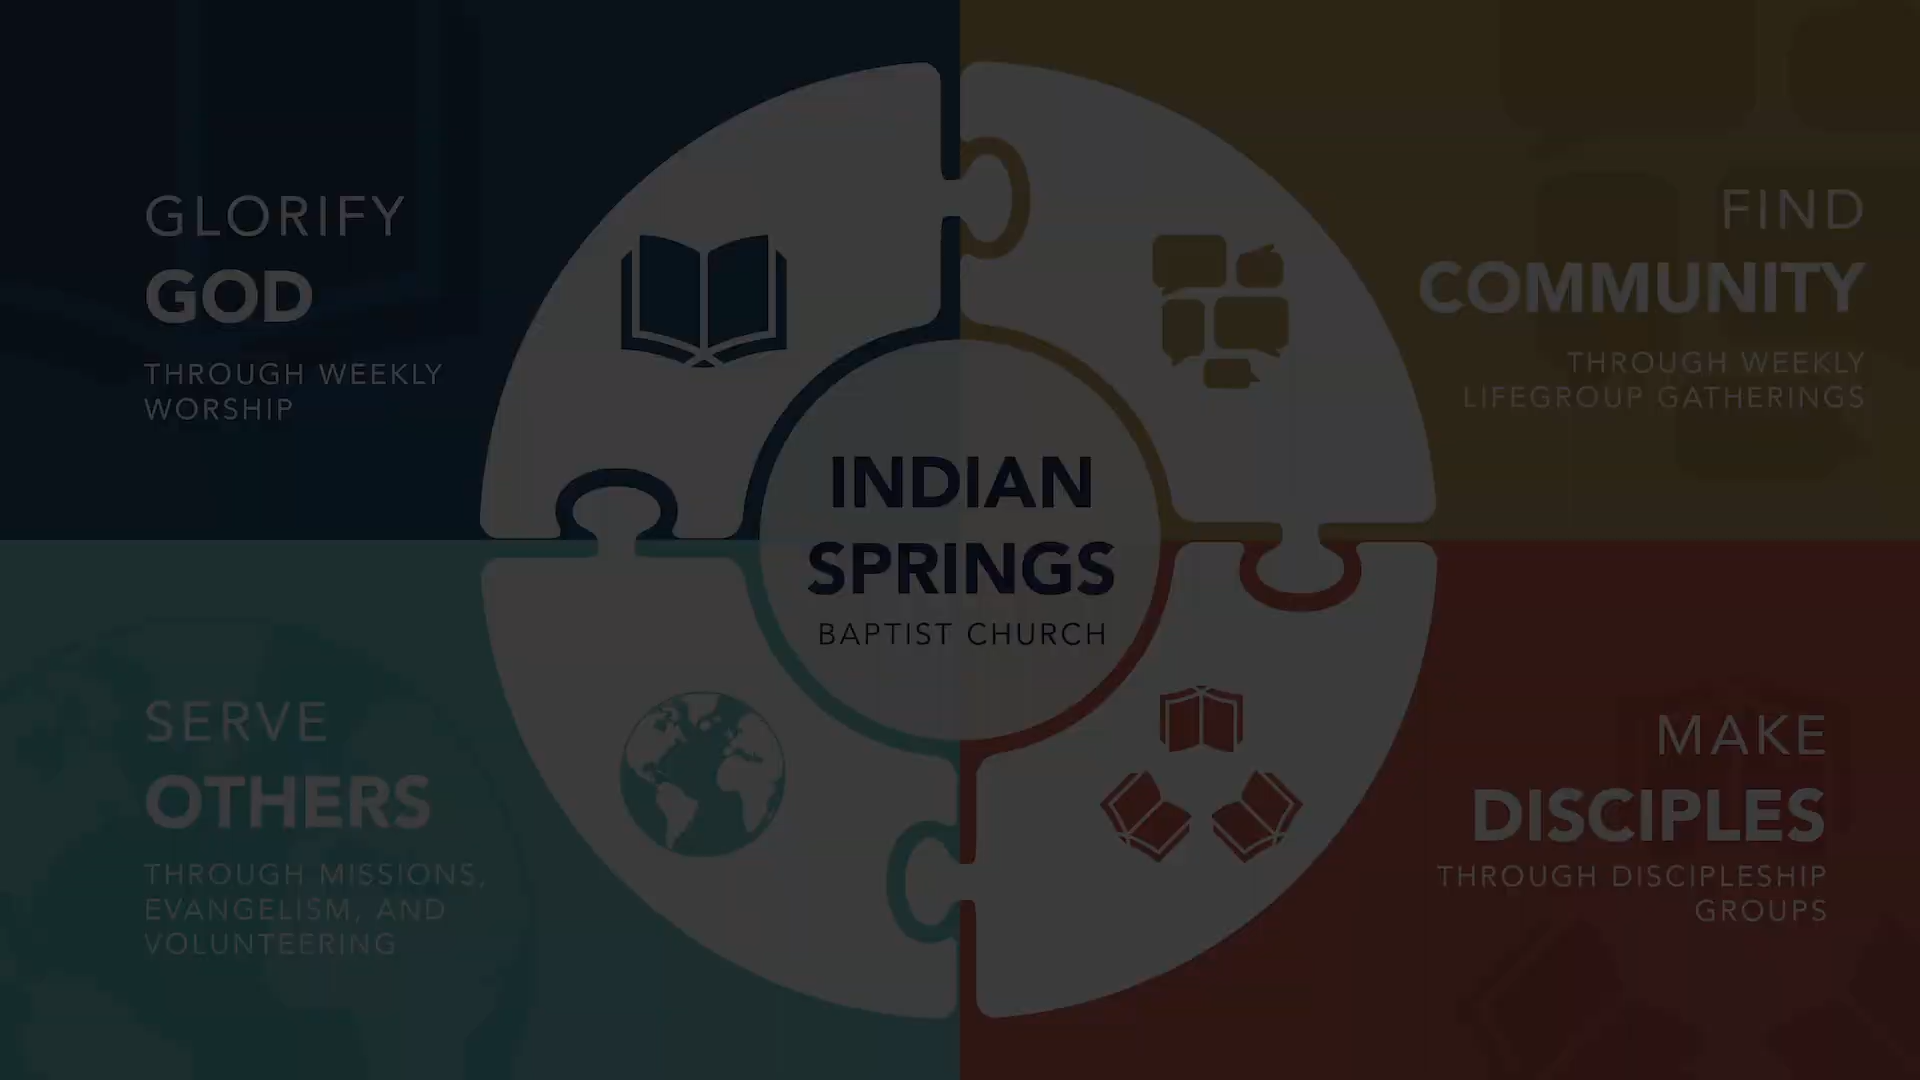 GLORIFY
GOD
THROUGH WEEKLY
WORSHIP
FIND
COMMUNITY
THROUGH WEEKLY
LIFEGROUP GATHERINGS
INDIAN
SPRINGS
BAPTIST CHURCH
SERVE
OTHERS
THROUGH MISSIONS,
EVANGELISM, AND
VOLUNTEERING
MAKE
DISCIPLES
THROUGH DISCIPLESHIP
GROUPS